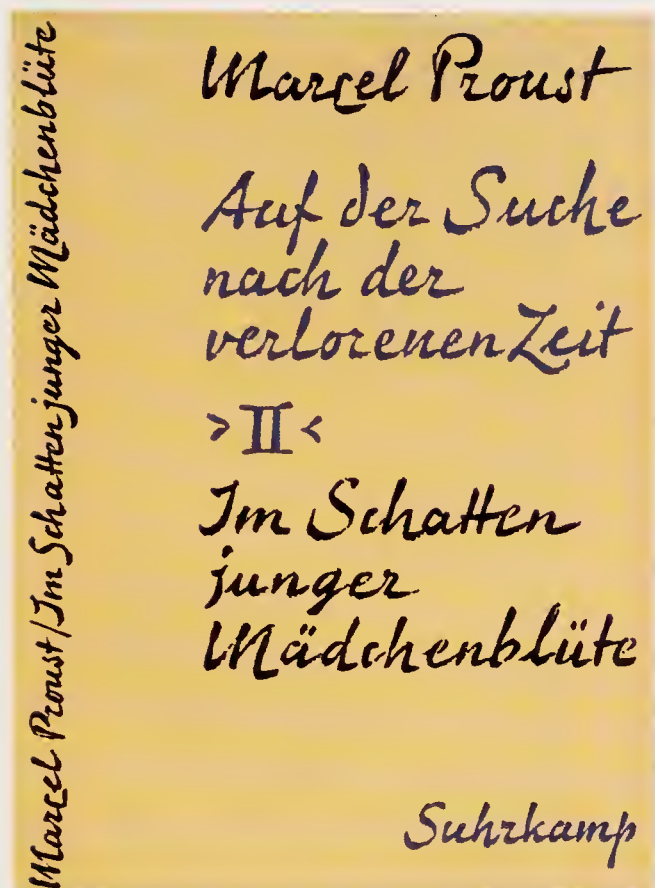 Marcel Proust/Im Schatten junger Mädchenblüte
Marcel Proust
Auf der Suche
nach der
verlorenen Zeit
>II<
Im Schatten
junger
Mädchenblüte
Suhrkamp